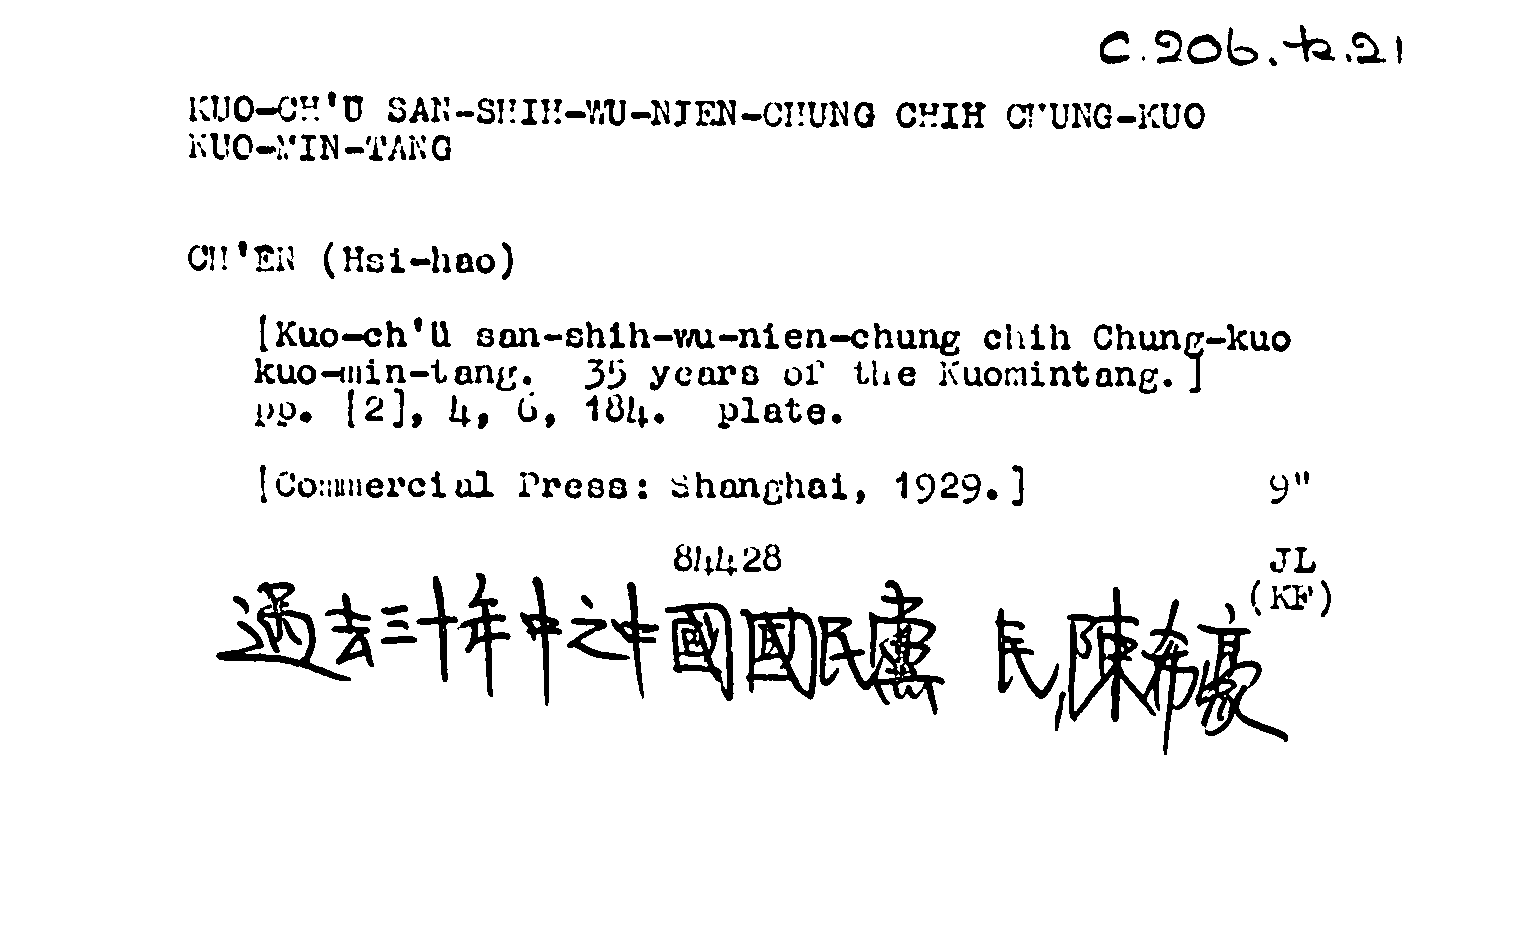 C.206.k.21
KUO-CH'Ü SAN-SHIH-WU-NIEN-CHUNG CHIH CHUNG-KUO
KUO-MIN-TANG
CH'EN (Hsi-hao)
[Kuo-ch'ü san-shih-wu-nien-chung chih Chung-kuo
kuo-min-tang. 35 years of the Kuomintang.]
pp. [2], 4, 6, 184. plate.
[Commercial Press: Shanghai, 1929.] 9"
84428 JL
(KF)
過去三十年中之中國國民黨 民,陳希豪